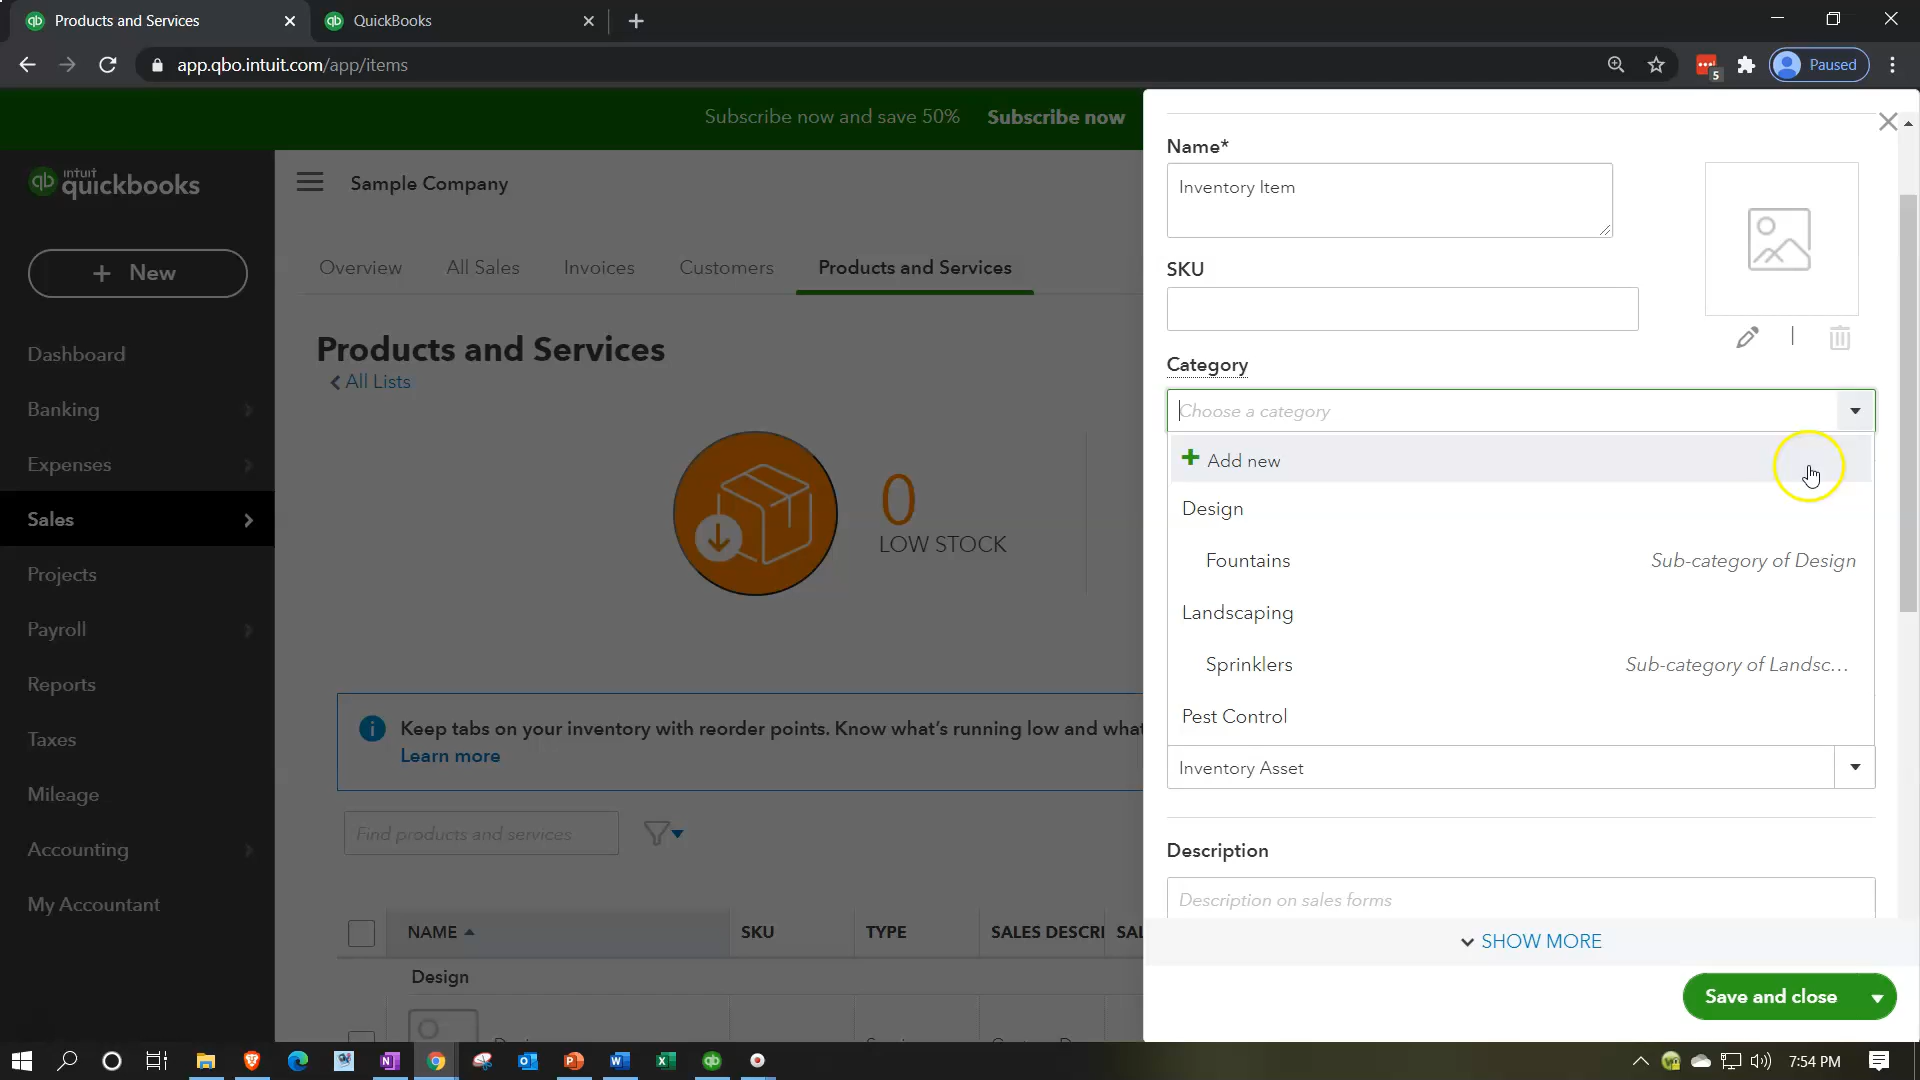 Products and Services
QuickBooks
app.qbo.intuit.com/app/items
5
Paused
Subscribe now and save 50% Subscribe now
qb intuit quickbooks
Sample Company
+ New
Dashboard
Banking
Expenses
Sales
Projects
Payroll
Reports
Taxes
Mileage
Accounting
My Accountant
Overview
All Sales
Invoices
Customers
Products and Services
Products and Services
All Lists
0
LOW STOCK
Keep tabs on your inventory with reorder points. Know what's running low and what
Learn more
Find products and services
NAME
SKU
TYPE
SALES DESCRI
SAL
Design
Name*
Inventory Item
SKU
Category
Choose a category
Add new
Design
Fountains Sub-category of Design
Landscaping
Sprinklers Sub-category of Landsc...
Pest Control
Inventory Asset
Description
Description on sales forms
SHOW MORE
Save and close
7:54 PM